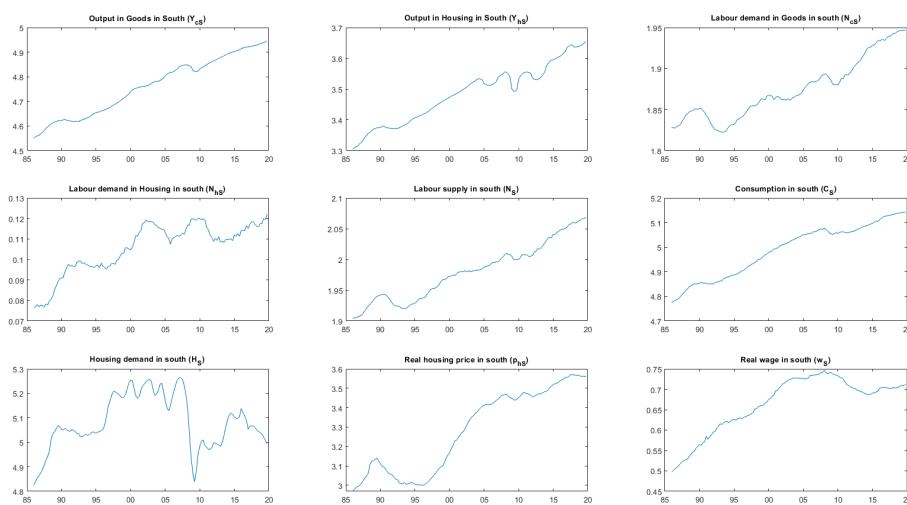 Output in Goods in South (Y_cS)
5
4.9
4.8
4.7
4.6
4.5
85 90 95 00 05 10 15 20
Output in Housing in South (Y_hS)
3.7
3.6
3.5
3.4
3.3
85 90 95 00 05 10 15 20
Labour demand in Goods in south (N_cS)
1.95
1.9
1.85
1.8
85 90 95 00 05 10 15 20
Labour demand in Housing in south (N_hS)
0.13
0.12
0.11
0.1
0.09
0.08
0.07
85 90 95 00 05 10 15 20
Labour supply in south (N_S)
2.1
2.05
2
1.95
1.9
85 90 95 00 05 10 15 20
Consumption in south (C_S)
5.2
5.1
5
4.9
4.8
4.7
85 90 95 00 05 10 15 20
Housing demand in south (H_S)
5.3
5.2
5.1
5
4.9
4.8
85 90 95 00 05 10 15 20
Real housing price in south (p_hS)
3.6
3.5
3.4
3.3
3.2
3.1
3
85 90 95 00 05 10 15 20
Real wage in south (w_S)
0.75
0.7
0.65
0.6
0.55
0.5
0.45
85 90 95 00 05 10 15 20